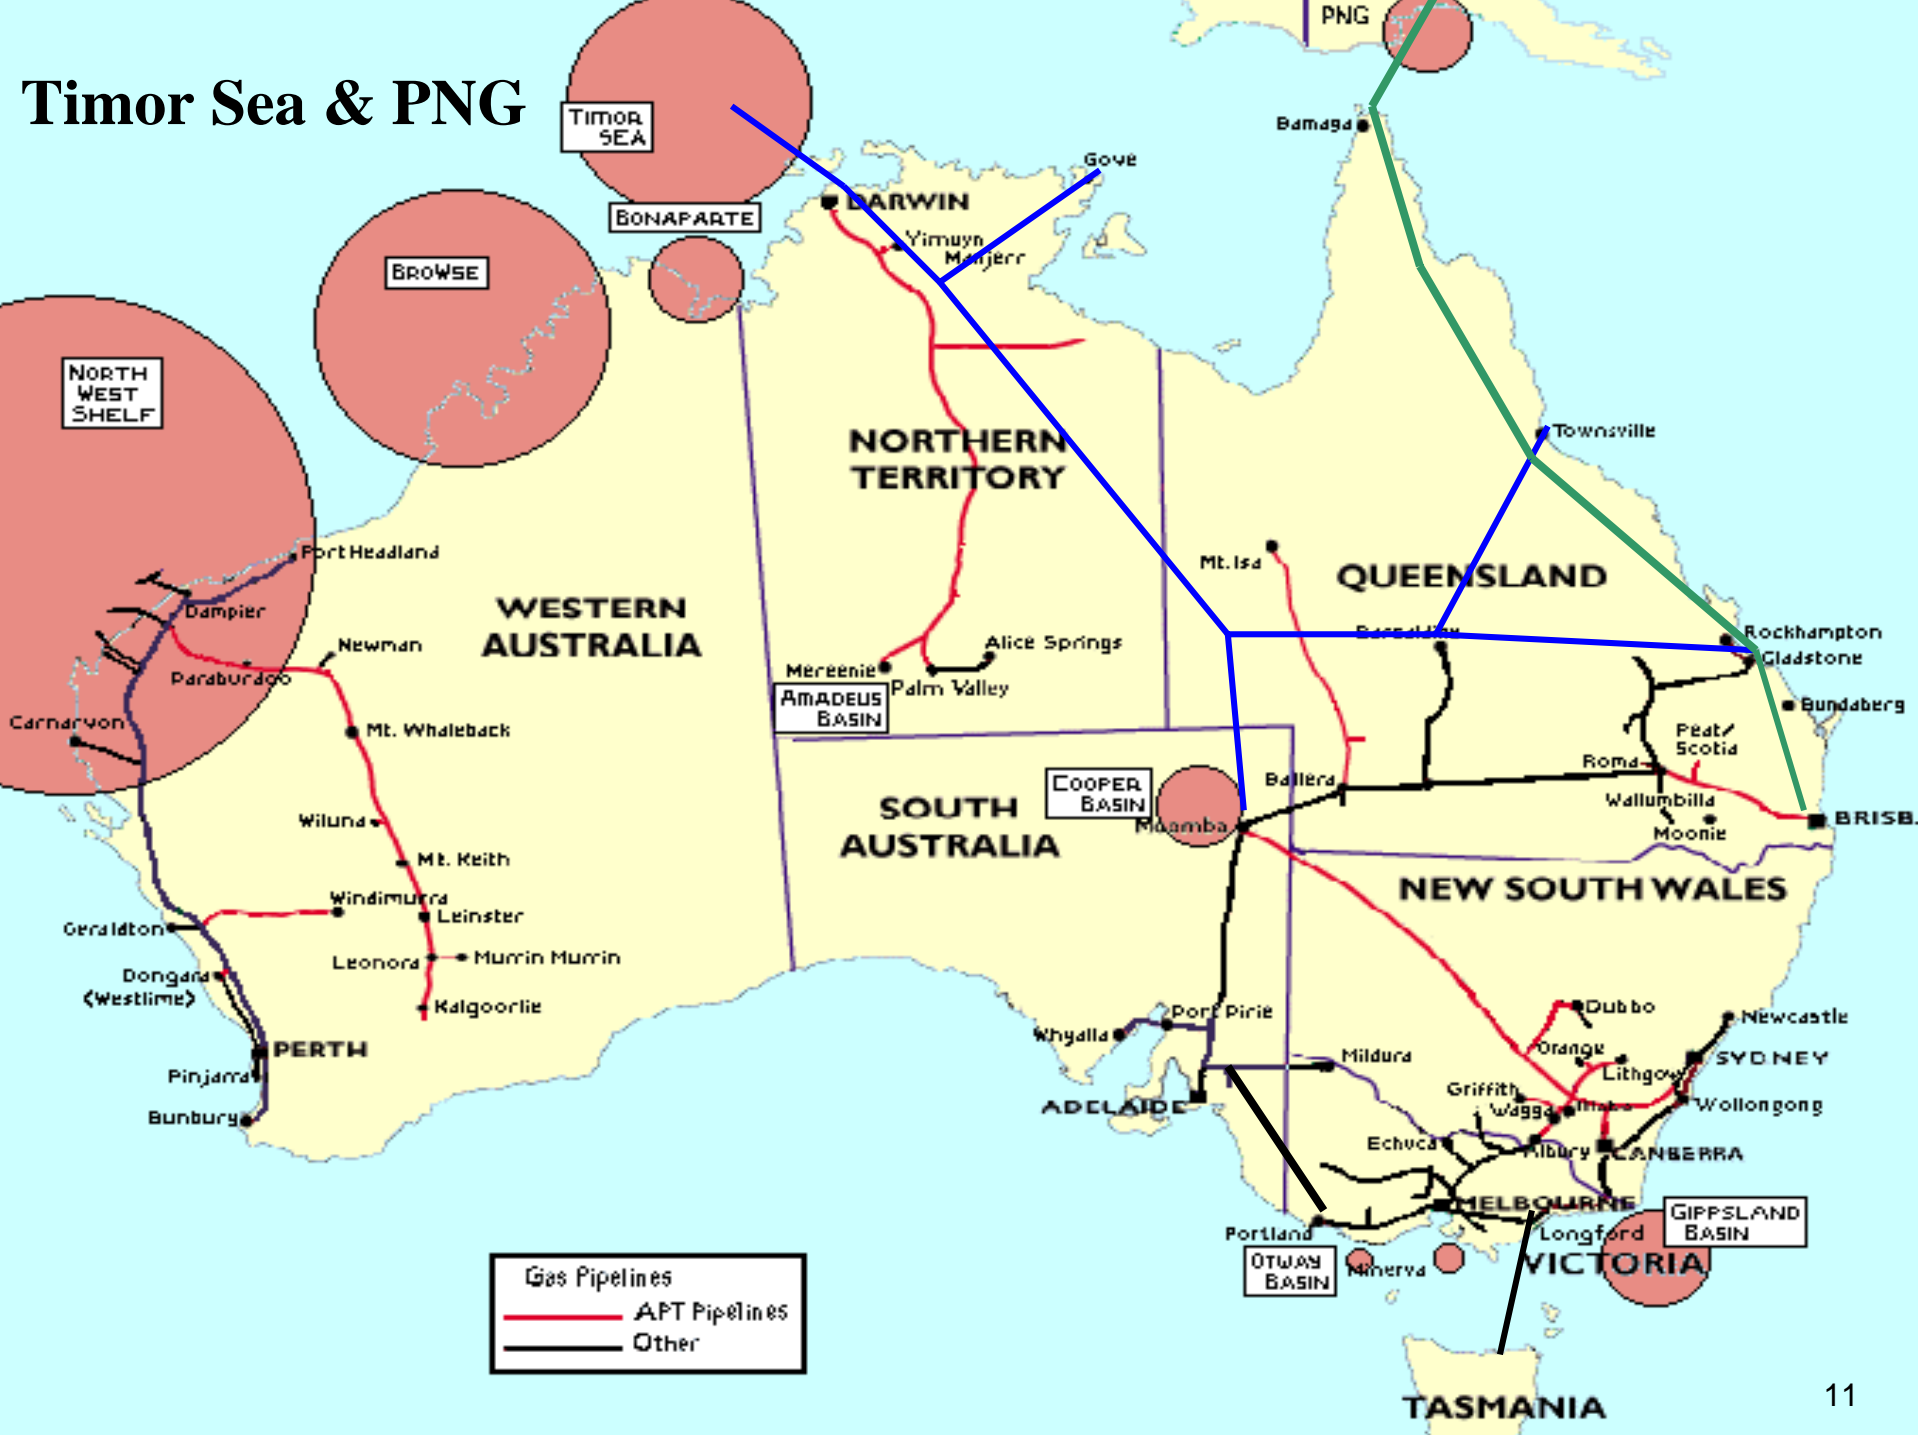 Timor Sea & PNG
PNG
TIMOR
SEA
Bamaga
Gove
BONAPARTE
DARWIN
Yimuyn
Manjerr
BROWSE
NORTH
WEST
SHELF
NORTHERN
TERRITORY
Townsville
Port Headland
Mt. Isa
QUEENSLAND
Dampier
WESTERN
AUSTRALIA
Newman
Alice Springs
Barcaldine
Rockhampton
Gladstone
Mereenie
Paraburdoo
Palm Valley
AMADEUS
BASIN
Bundaberg
Carnarvon
Mt. Whaleback
Peat/
Scotia
Roma
COOPER
BASIN
Ballera
SOUTH
AUSTRALIA
Wallumbilla
Moonie
BRISB.
Wiluna
Moomba
Mt. Keith
NEW SOUTH WALES
Windimurra
Leinster
Geraldton
Leonora
Murrin Murrin
Dongara
(Westlime)
Kalgoorlie
Port Pirie
Dubbo
Newcastle
Whyalla
PERTH
Mildura
Orange
SYDNEY
Pinjarra
Lithgow
Griffith
Wagga
Wollongong
ADELAIDE
Bunbury
Echuca
Albury
CANBERRA
MELBOURNE
GIPPSLAND
BASIN
Portland
Longford
OTWAY
BASIN
Minerva
VICTORIA
Gas Pipelines
APT Pipelines
Other
TASMANIA
11